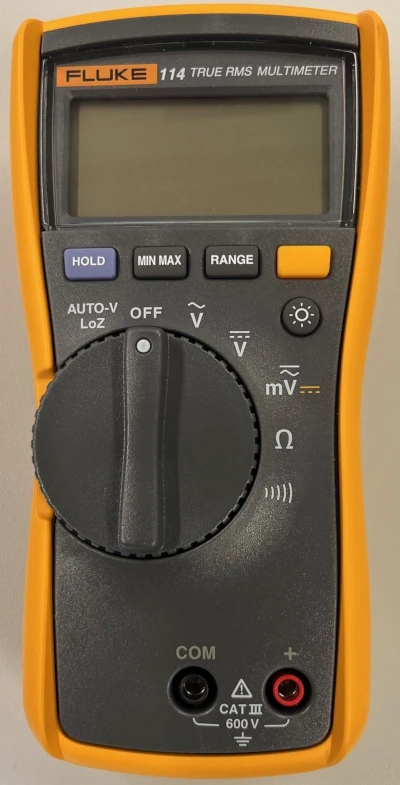 FLUKE 114 TRUE RMS MULTIMETER
HOLD MIN MAX RANGE
AUTO-V
LoZ
OFF
V
V
mV
Ω
COM +
CAT III
600 V